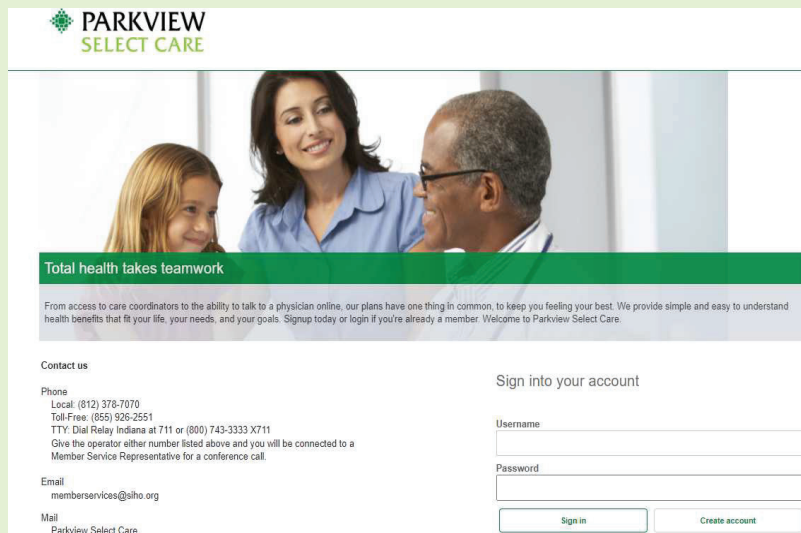 PARKVIEW
SELECT CARE
Total health takes teamwork
From access to care coordinators to the ability to talk to a physician online, our plans have one thing in common, to keep you feeling your best. We provide simple and easy to understand
health benefits that fit your life, your needs, and your goals. Signup today or login if you're already a member. Welcome to Parkview Select Care.
Contact us
Phone
Local: (812) 378-7070
Toll-Free: (855) 926-2551
TTY: Dial Relay Indiana at 711 or (800) 743-3333 X711
Give the operator either number listed above and you will be connected to a
Member Service Representative for a conference call.
Email
memberservices@siho.org
Mail
Parkview Select Care
Sign into your account
Username
Password
Sign in
Create account